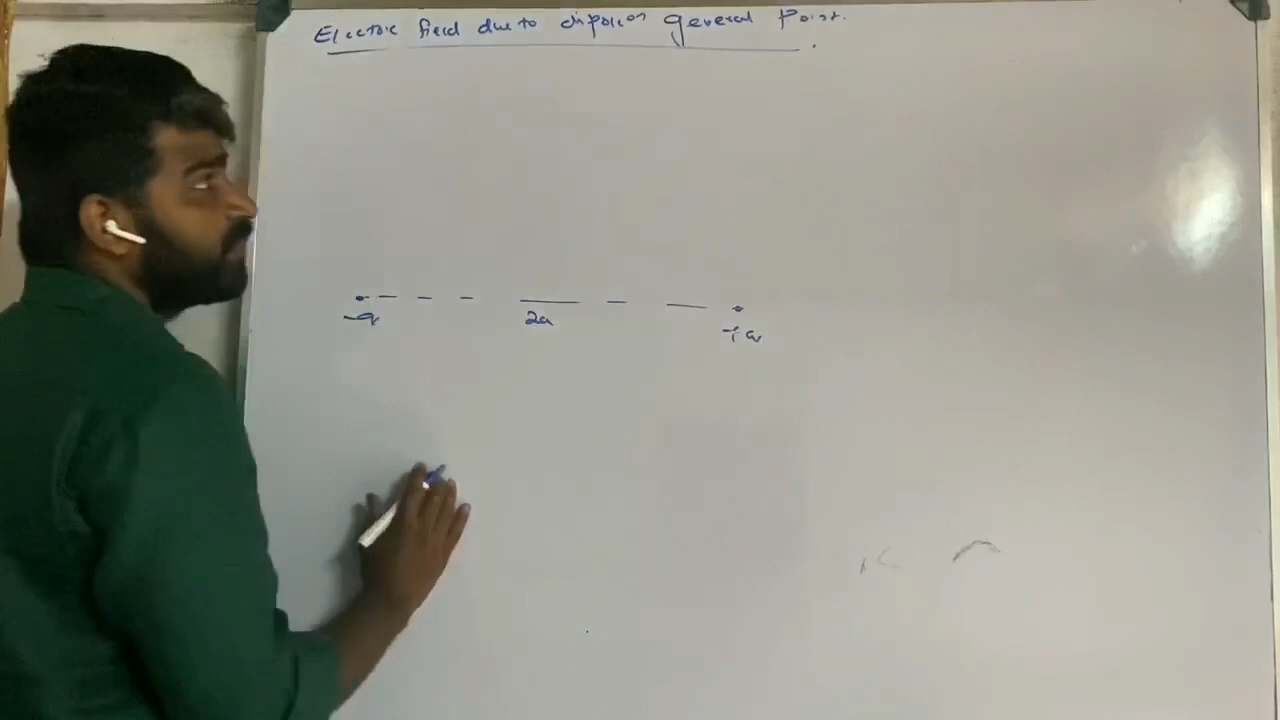 Electric field due to dipole on general Point.
-q 2a +q